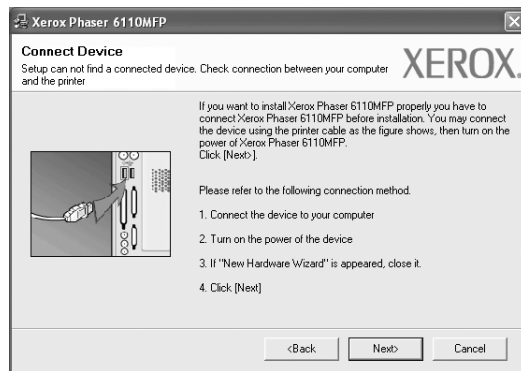 Xerox Phaser 6110MFP
Connect Device
Setup can not find a connected device. Check connection between your computer
and the printer
XEROX.
If you want to install Xerox Phaser 6110MFP properly you have to
connect Xerox Phaser 6110MFP before installation. You may connect
the device using the printer cable as the figure shows, then turn on the
power of Xerox Phaser 6110MFP.
Click [Next>].
Please refer to the following connection method.
1. Connect the device to your computer
2. Turn on the power of the device
3. If "New Hardware Wizard" is appeared, close it.
4. Click [Next]
<Back
Next>
Cancel